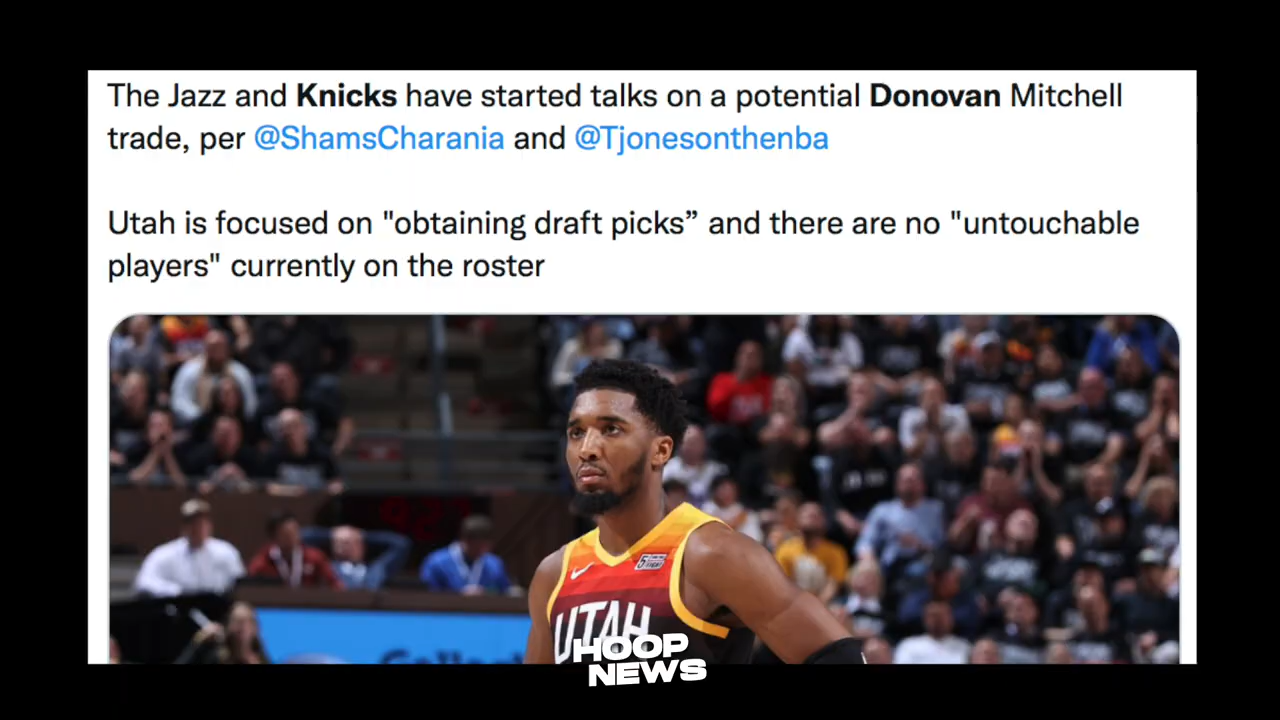 The Jazz and Knicks have started talks on a potential Donovan Mitchell
trade, per @ShamsCharania and @Tjonesonthenba
Utah is focused on "obtaining draft picks” and there are no "untouchable
players" currently on the roster
UTAH
HOOP
NEWS